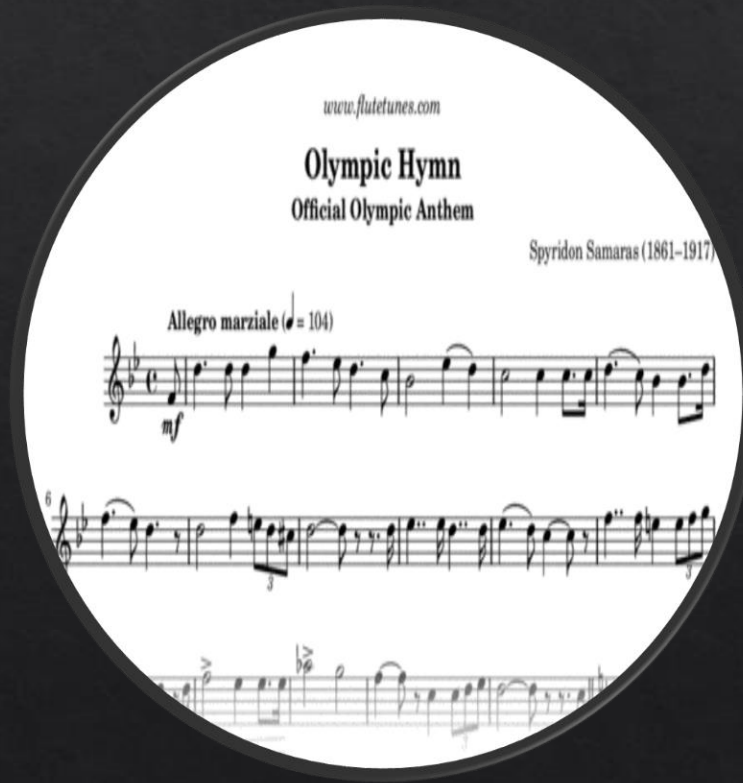 www.flutetunes.com
Olympic Hymn
Official Olympic Anthem
Spyridon Samaras (1861–1917)
Allegro marziale (♩ = 104)
mf
6
3
3
3